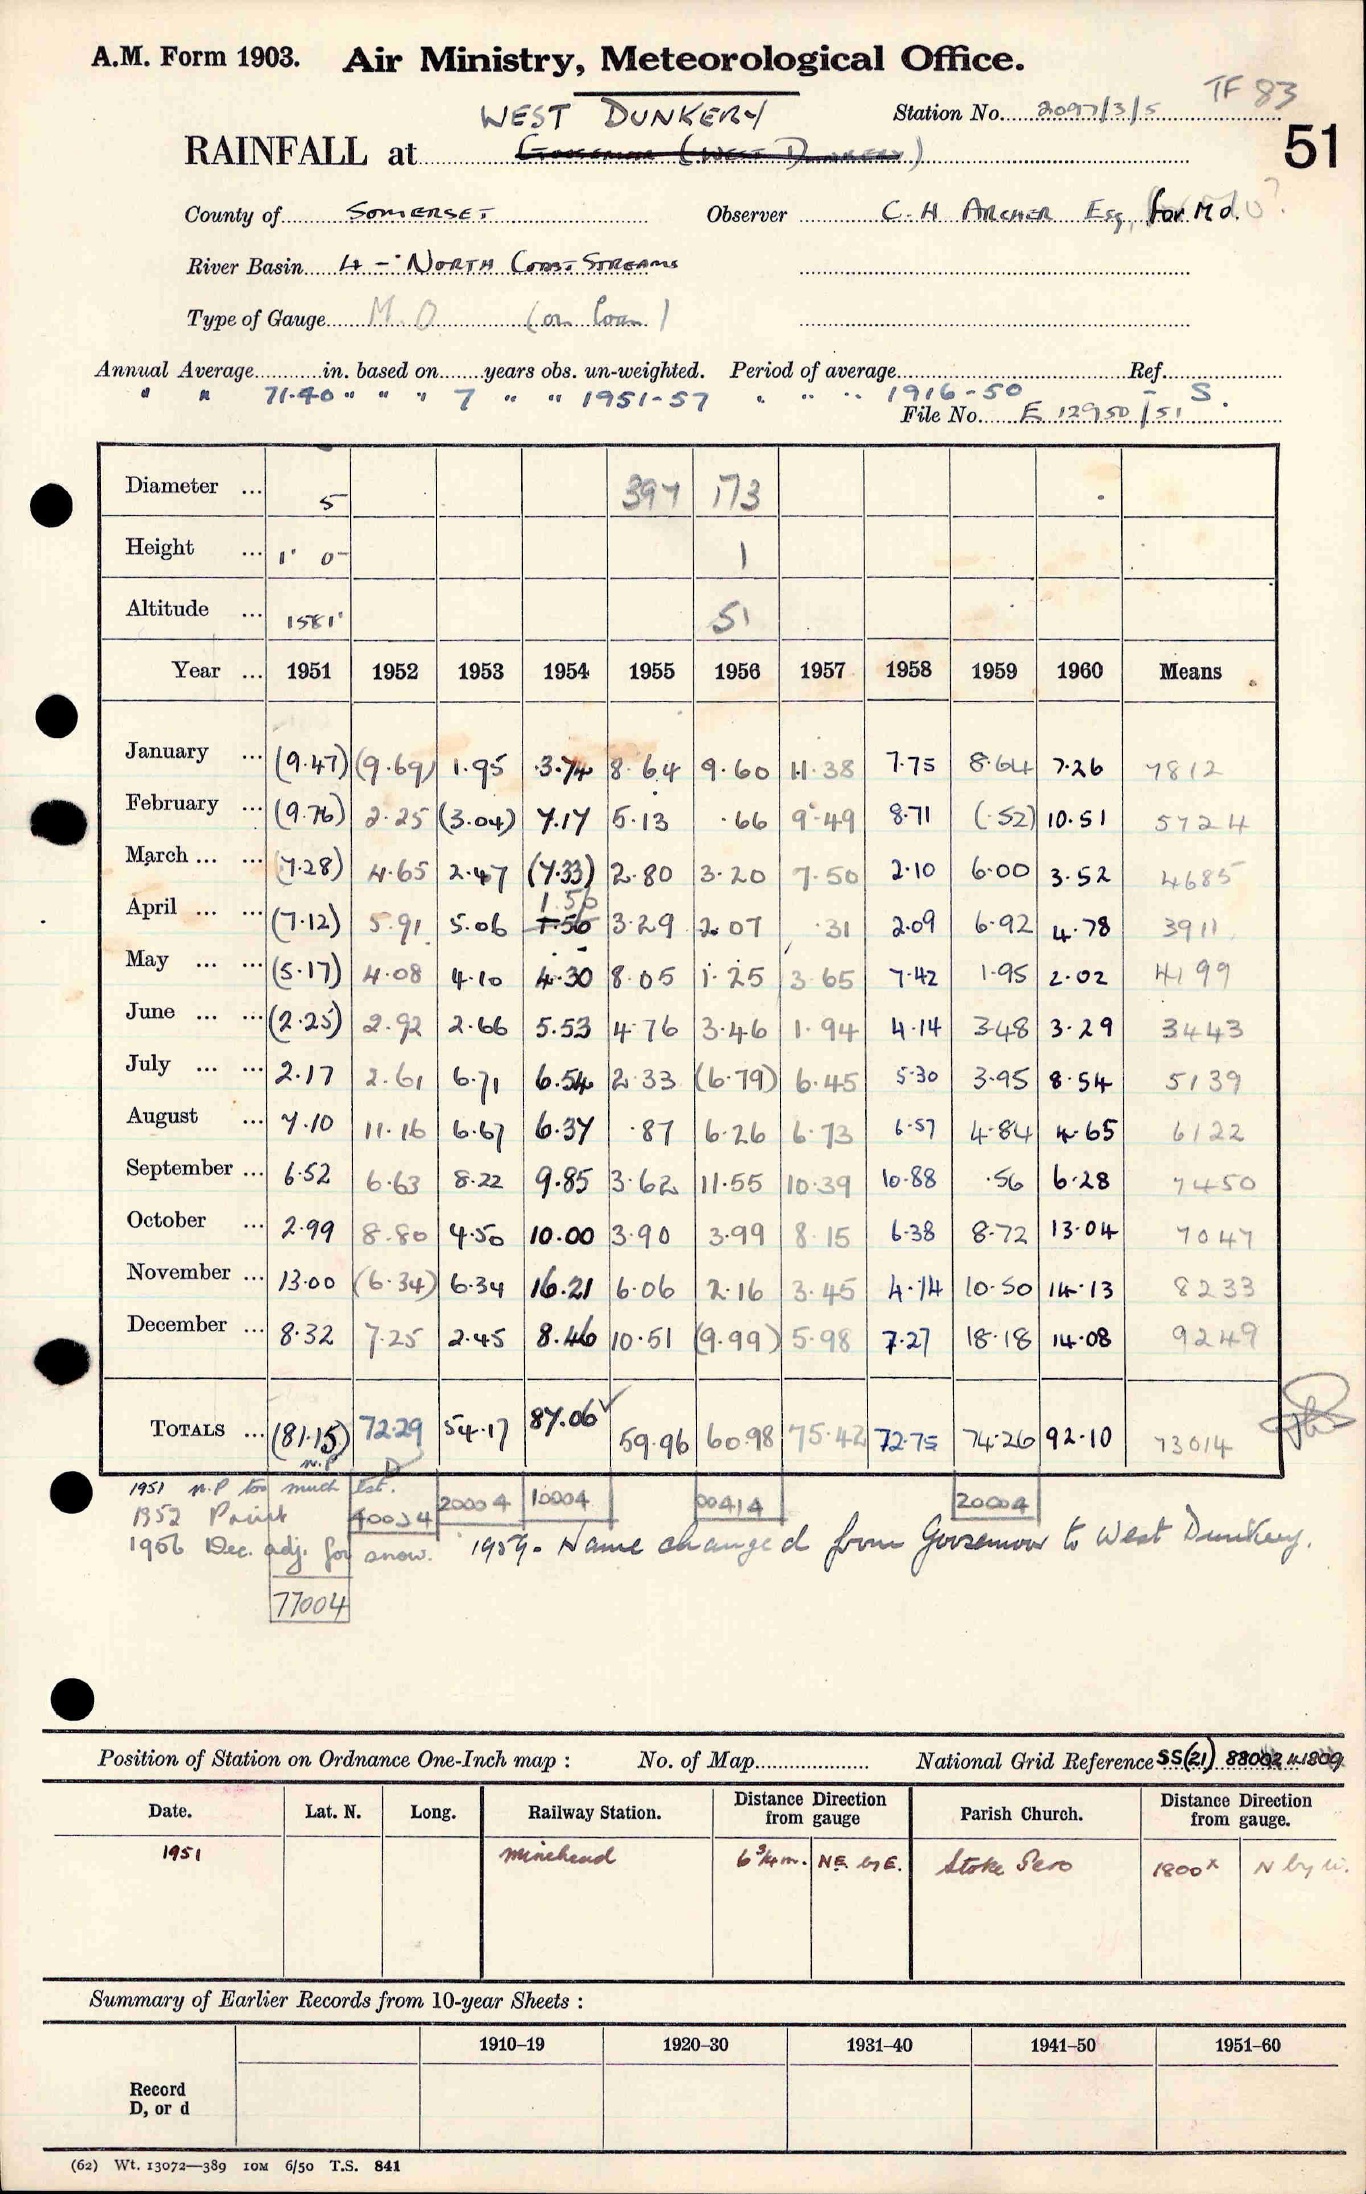 A.M. Form 1903. Air Ministry, Meteorological Office.
TF 83
WEST DUNKERY Station No. 2097/3/5
51
RAINFALL at (WEST DUNKERY)
County of SOMERSET Observer C. H ARCHER Esq, for M O.
River Basin 4 - NORTH COAST STREAMS
Type of Gauge M.O (on loan)
Annual Average in. based on years obs. un-weighted. Period of average Ref.
" " 71.40 " " " 7 " " 1951-57 " " " 1916-50 - S.
File No. E 12950/51
Diameter ... 5 397 173
Height ... 1' 0 1
Altitude ... 1581' 51
Year ... 1951 1952 1953 1954 1955 1956 1957 1958 1959 1960 Means
January ... (9.47) (9.69) 1.95 3.74 8.64 9.60 11.38 7.75 8.64 7.26 7812
February ... (9.76) 2.25 (3.04) 7.17 5.13 .66 9.49 8.71 (.52) 10.51 5724
March ... ... (7.28) 4.65 2.47 (7.33) 2.80 3.20 7.50 2.10 6.00 3.52 4685
1.56
April ... ... (7.12) 5.91 5.06 1.56 3.29 2.07 .31 2.09 6.92 4.78 3911
May ... ... (5.17) 4.08 4.10 4.30 8.05 1.25 3.65 7.42 1.95 2.02 4199
June ... ... (2.25) 2.92 2.66 5.53 4.76 3.46 1.94 4.14 3.48 3.29 3443
July ... ... 2.17 2.61 6.71 6.54 2.33 (6.79) 6.45 5.30 3.95 8.54 5139
August ... 7.10 11.16 6.67 6.37 .87 6.26 6.73 6.57 4.84 4.65 6122
September ... 6.52 6.63 8.22 9.85 3.62 11.55 10.39 10.88 .56 6.28 7450
October ... 2.99 8.80 4.50 10.00 3.90 3.99 8.15 6.38 8.72 13.04 7047
November ... 13.00 (6.34) 6.34 16.21 6.06 2.16 3.45 4.14 10.50 14.13 8233
December ... 8.32 7.25 2.45 8.46 10.51 (9.99) 5.98 7.27 18.18 14.08 9249
TOTALS ... (81.15) 72.29 54.17 87.06 59.96 60.98 75.42 72.75 74.26 92.10 73014
n.P
1951 n.P too much est.
40034 20004 10004 00414 20004
1952 Print
1956 Dec. adj. for snow. 1959 - Name changed from Goosemoor to West Dunkery.
77004
Position of Station on Ordnance One-Inch map : No. of Map National Grid Reference SS(21) 88002 41809
Date. Lat. N. Long. Railway Station. Distance from Direction gauge Parish Church. Distance from Direction gauge.
1951 Minehead 6 3/4 m. NE by E. Stoke Pero 1800x N by W.
Summary of Earlier Records from 10-year Sheets :
1910–19 1920–30 1931–40 1941–50 1951–60
Record
D, or d
(62) Wt. 13072—389 10M 6/50 T.S. 841